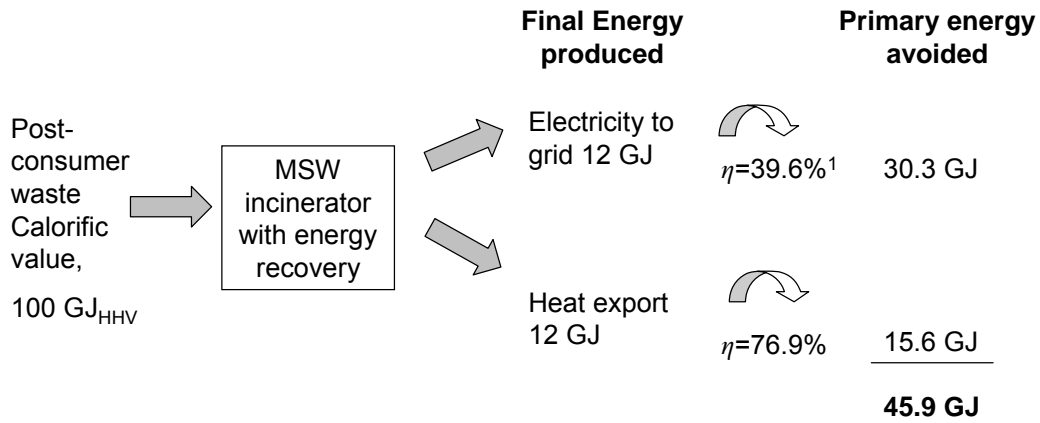 Final Energy
produced
Primary energy
avoided
Post-
consumer
waste
Calorific
value,
100 GJHHV
MSW
incinerator
with energy
recovery
Electricity to
grid 12 GJ
η=39.6%1
30.3 GJ
Heat export
12 GJ
η=76.9%
15.6 GJ
45.9 GJ